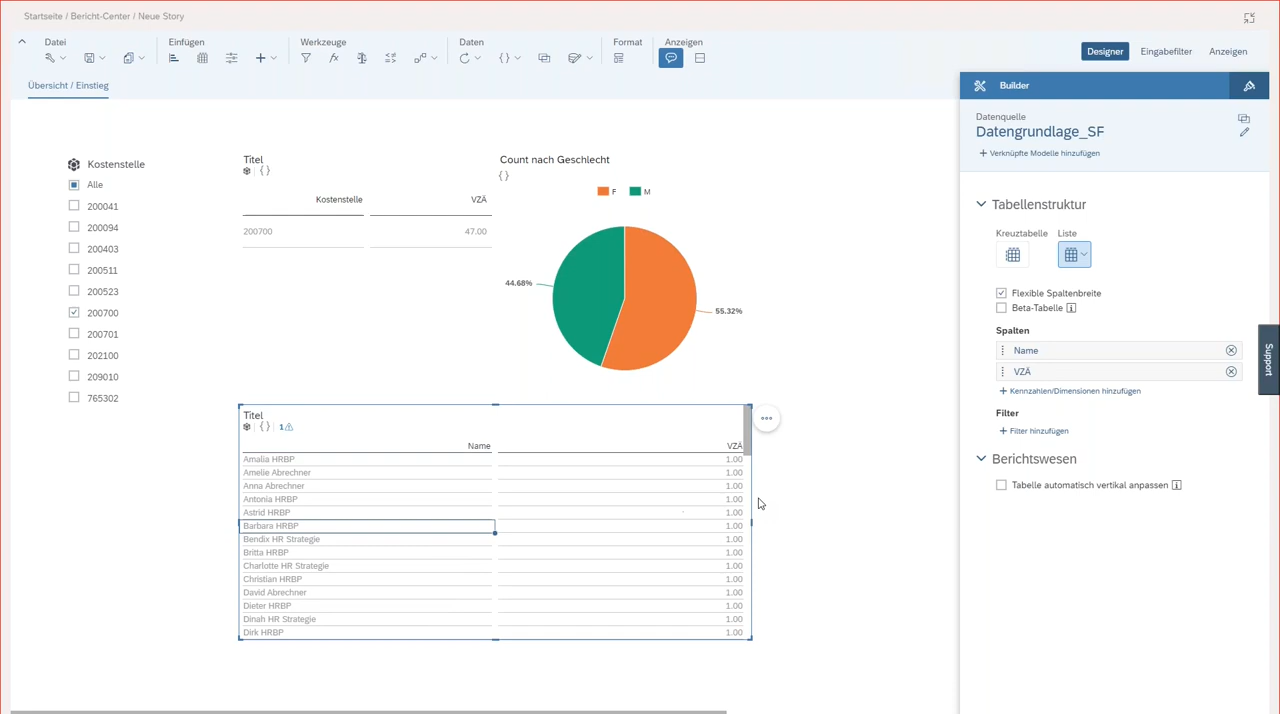 Startseite / Bericht-Center / Neue Story
Datei
Einfügen
Werkzeuge
Daten
Format
Anzeigen
Designer
Eingabefilter
Anzeigen
Übersicht / Einstieg
Kostenstelle
Alle
200041
200094
200403
200511
200523
200700
200701
202100
209010
765302
Titel
Kostenstelle VZÄ
200700 47.00
Count nach Geschlecht
F M
44.68%
55.32%
Titel
1
Name VZÄ
Amalia HRBP 1.00
Amelie Abrechner 1.00
Anna Abrechner 1.00
Antonia HRBP 1.00
Astrid HRBP 1.00
Barbara HRBP 1.00
Bendix HR Strategie 1.00
Britta HRBP 1.00
Charlotte HR Strategie 1.00
Christian HRBP 1.00
David Abrechner 1.00
Dieter HRBP 1.00
Dinah HR Strategie 1.00
Dirk HRBP 1.00
Builder
Datenquelle
Datengrundlage_SF
+ Verknüpfte Modelle hinzufügen
Tabellenstruktur
Kreuztabelle Liste
Flexible Spaltenbreite
Beta-Tabelle
Spalten
Name
VZÄ
+ Kennzahlen/Dimensionen hinzufügen
Filter
+ Filter hinzufügen
Berichtswesen
Tabelle automatisch vertikal anpassen
Support